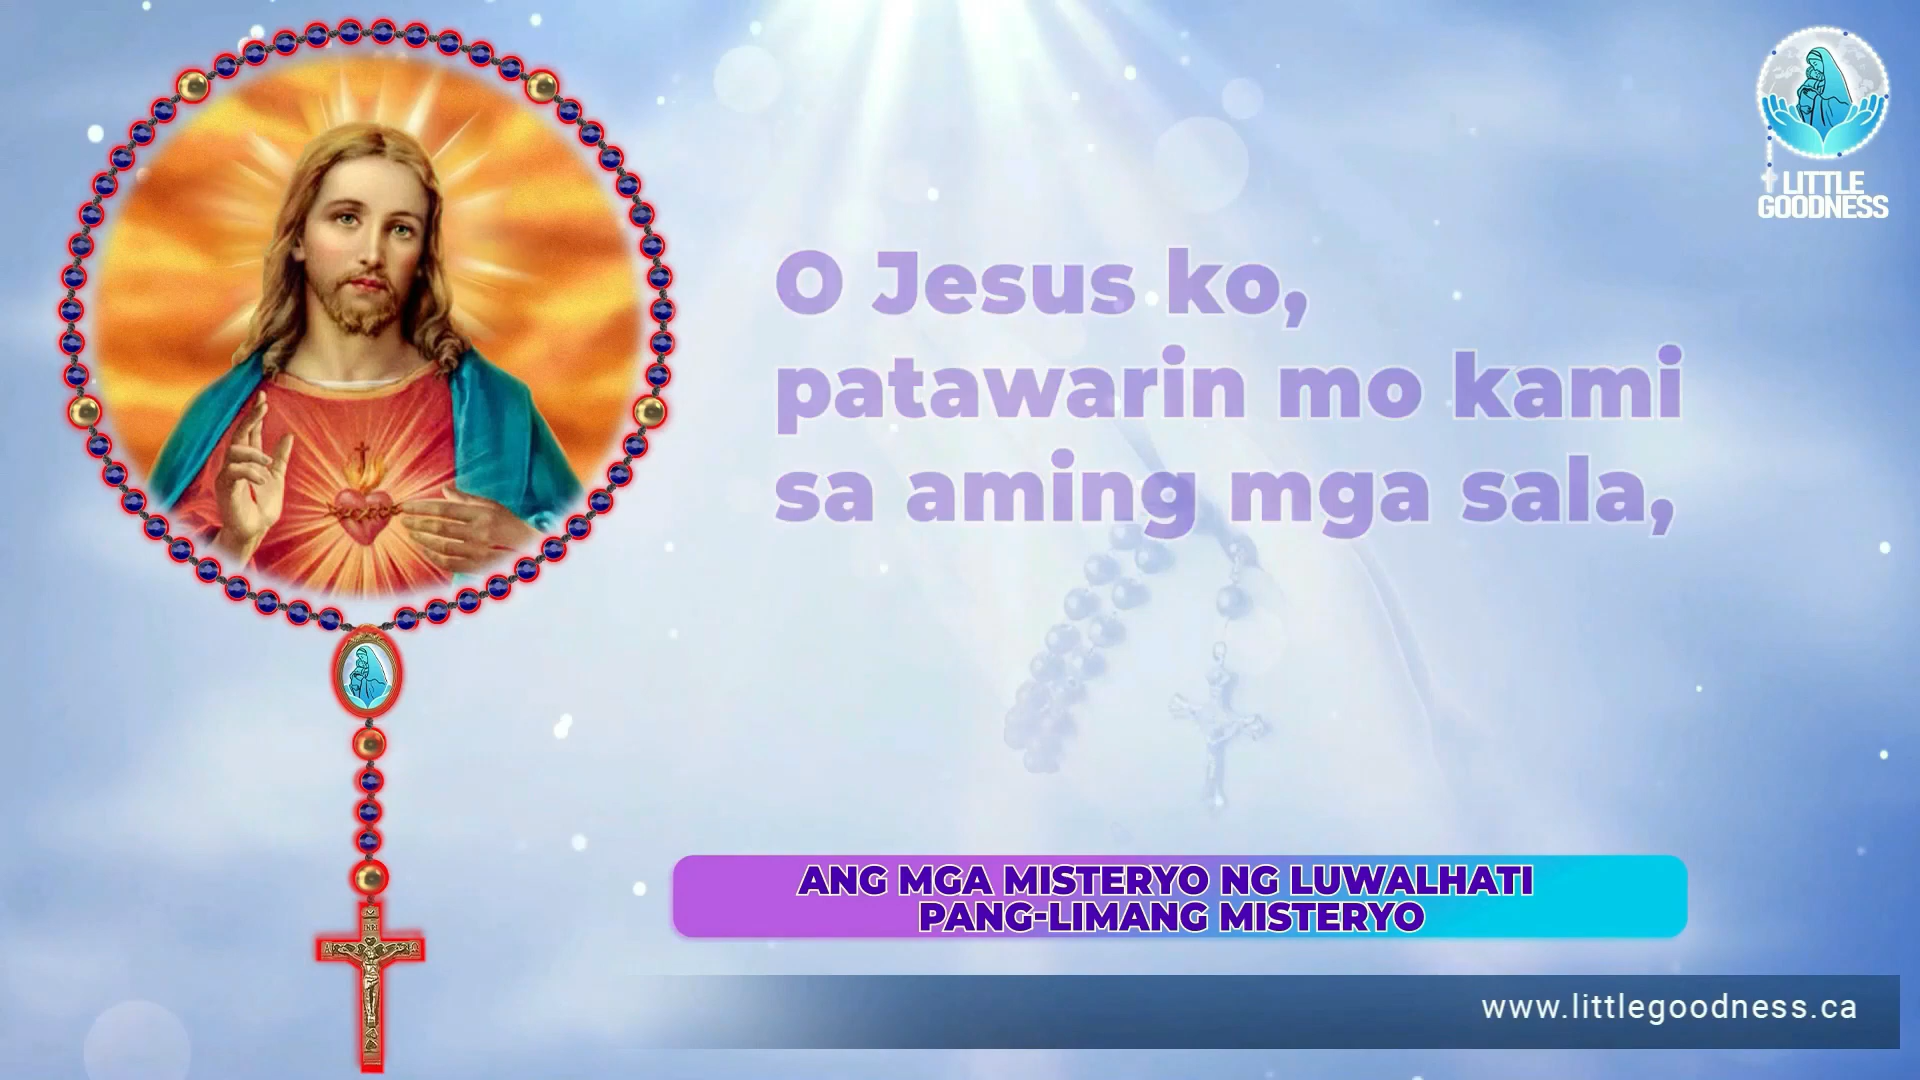 LITTLE
GOODNESS
O Jesus ko,
patawarin mo kami
sa aming mga sala,
ANG MGA MISTERYO NG LUWALHATI
PANG-LIMANG MISTERYO
www.littlegoodness.ca
INRI